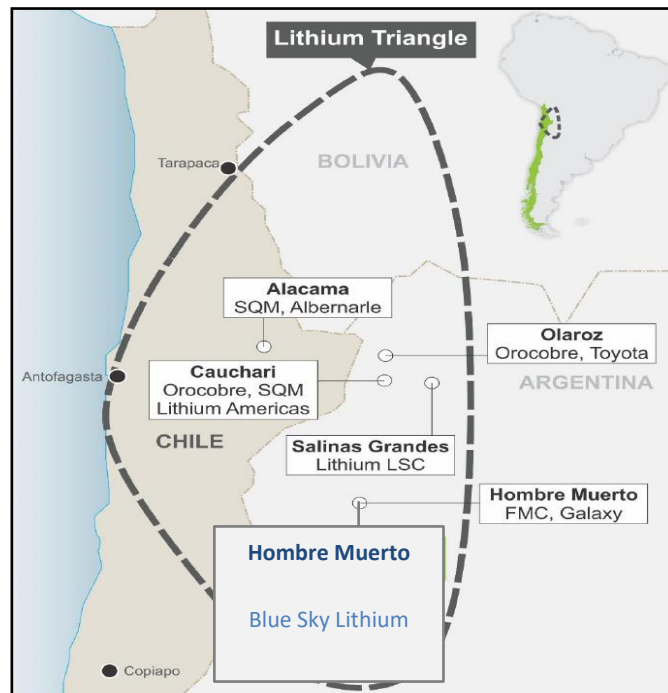 Lithium Triangle
Tarapaca
BOLIVIA
Alacama
SQM, Albernarle
Olaroz
Orocobre, Toyota
Antofagasta
Cauchari
Orocobre, SQM
Lithium Americas
ARGENTINA
CHILE
Salinas Grandes
Lithium LSC
Hombre Muerto
FMC, Galaxy
Hombre Muerto
Blue Sky Lithium
Copiapo